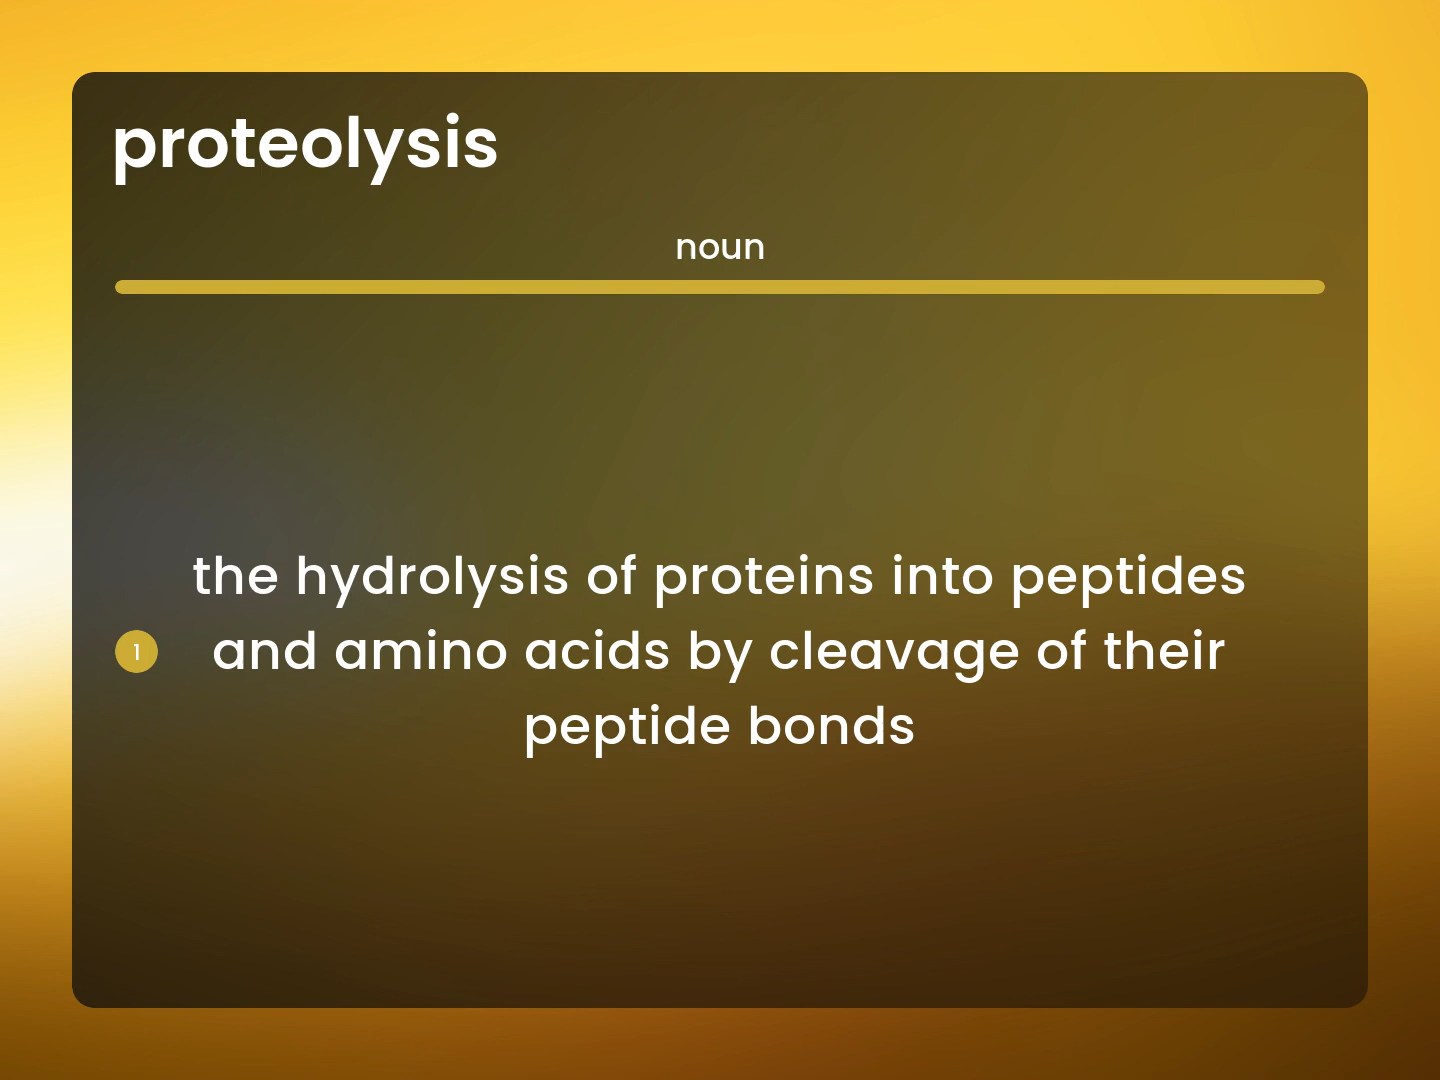 proteolysis
noun
the hydrolysis of proteins into peptides
1 and amino acids by cleavage of their
peptide bonds